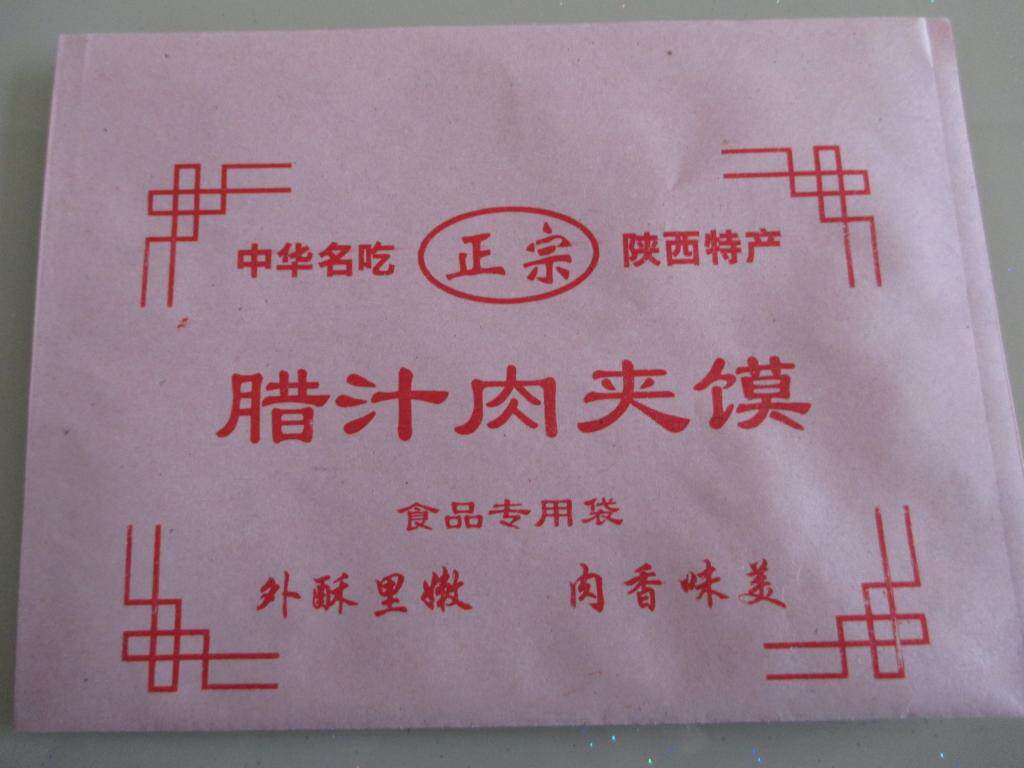 中华名吃 正宗 陕西特产
腊汁肉夹馍
食品专用袋
外酥里嫩 肉香味美